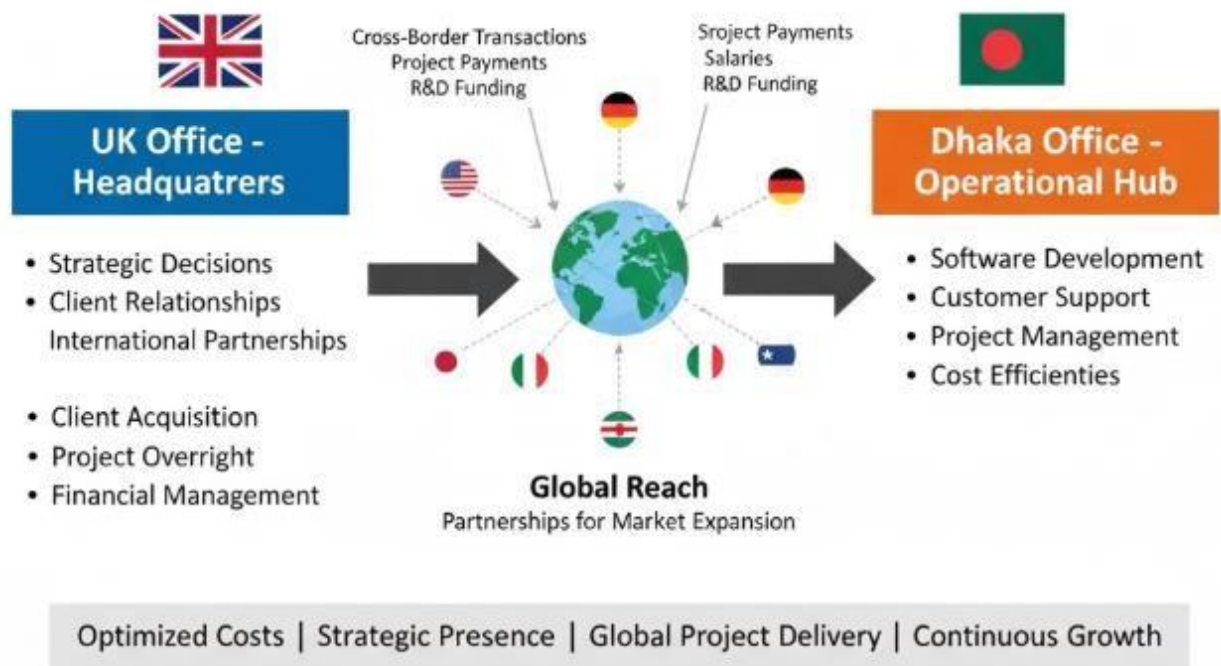 Cross-Border Transactions
Project Payments
R&D Funding
Sroject Payments
Salaries
R&D Funding
UK Office -
Headquatrers
• Strategic Decisions
• Client Relationships
International Partnerships
• Client Acquisition
• Project Overright
• Financial Management
Global Reach
Partnerships for Market Expansion
Dhaka Office -
Operational Hub
• Software Development
• Customer Support
• Project Management
• Cost Efficienties
Optimized Costs | Strategic Presence | Global Project Delivery | Continuous Growth